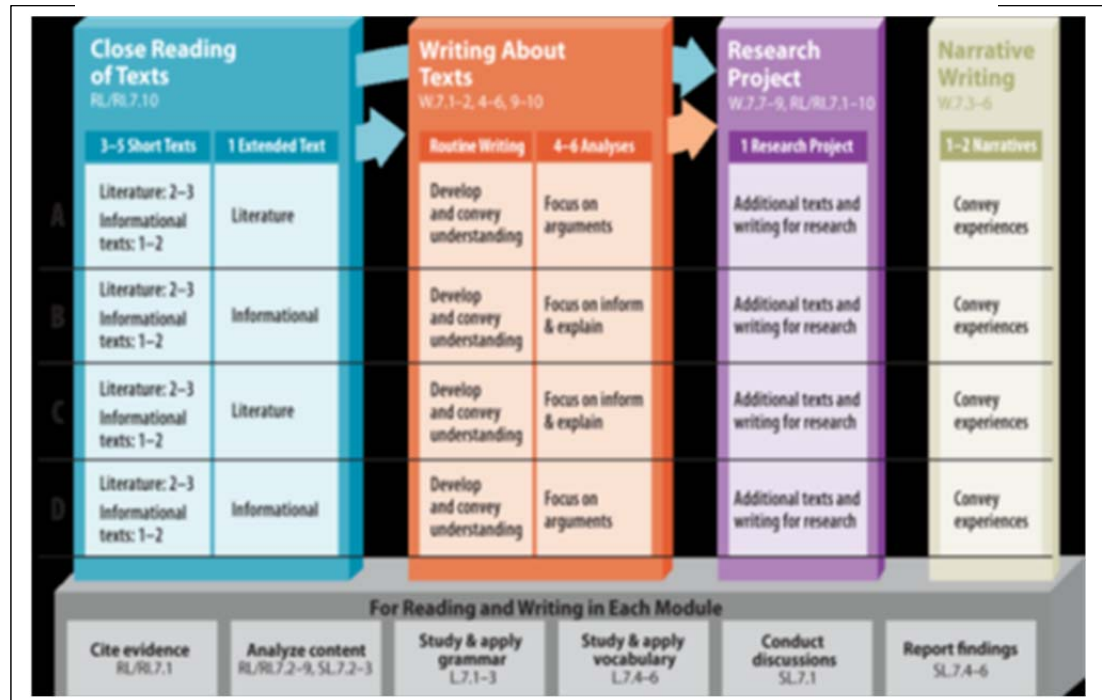 Close Reading
of Texts
RL/RI.7.10
3–5 Short Texts
1 Extended Text
Writing About
Texts
W.7.1–2, 4–6, 9–10
Routine Writing
4–6 Analyses
Research
Project
W.7.7–9, RL/RI.7.1–10
1 Research Project
Narrative
Writing
W.7.3–6
1–2 Narratives
A
Literature: 2–3
Informational
texts: 1–2
Literature
Develop
and convey
understanding
Focus on
arguments
Additional texts and
writing for research
Convey
experiences
B
Literature: 2–3
Informational
texts: 1–2
Informational
Develop
and convey
understanding
Focus on inform
& explain
Additional texts and
writing for research
Convey
experiences
C
Literature: 2–3
Informational
texts: 1–2
Literature
Develop
and convey
understanding
Focus on inform
& explain
Additional texts and
writing for research
Convey
experiences
D
Literature: 2–3
Informational
texts: 1–2
Informational
Develop
and convey
understanding
Focus on
arguments
Additional texts and
writing for research
Convey
experiences
For Reading and Writing in Each Module
Cite evidence
RL/RI.7.1
Analyze content
RL/RI.7.2–9, SL.7.2–3
Study & apply
grammar
L.7.1–3
Study & apply
vocabulary
L.7.4–6
Conduct
discussions
SL.7.1
Report findings
SL.7.4–6